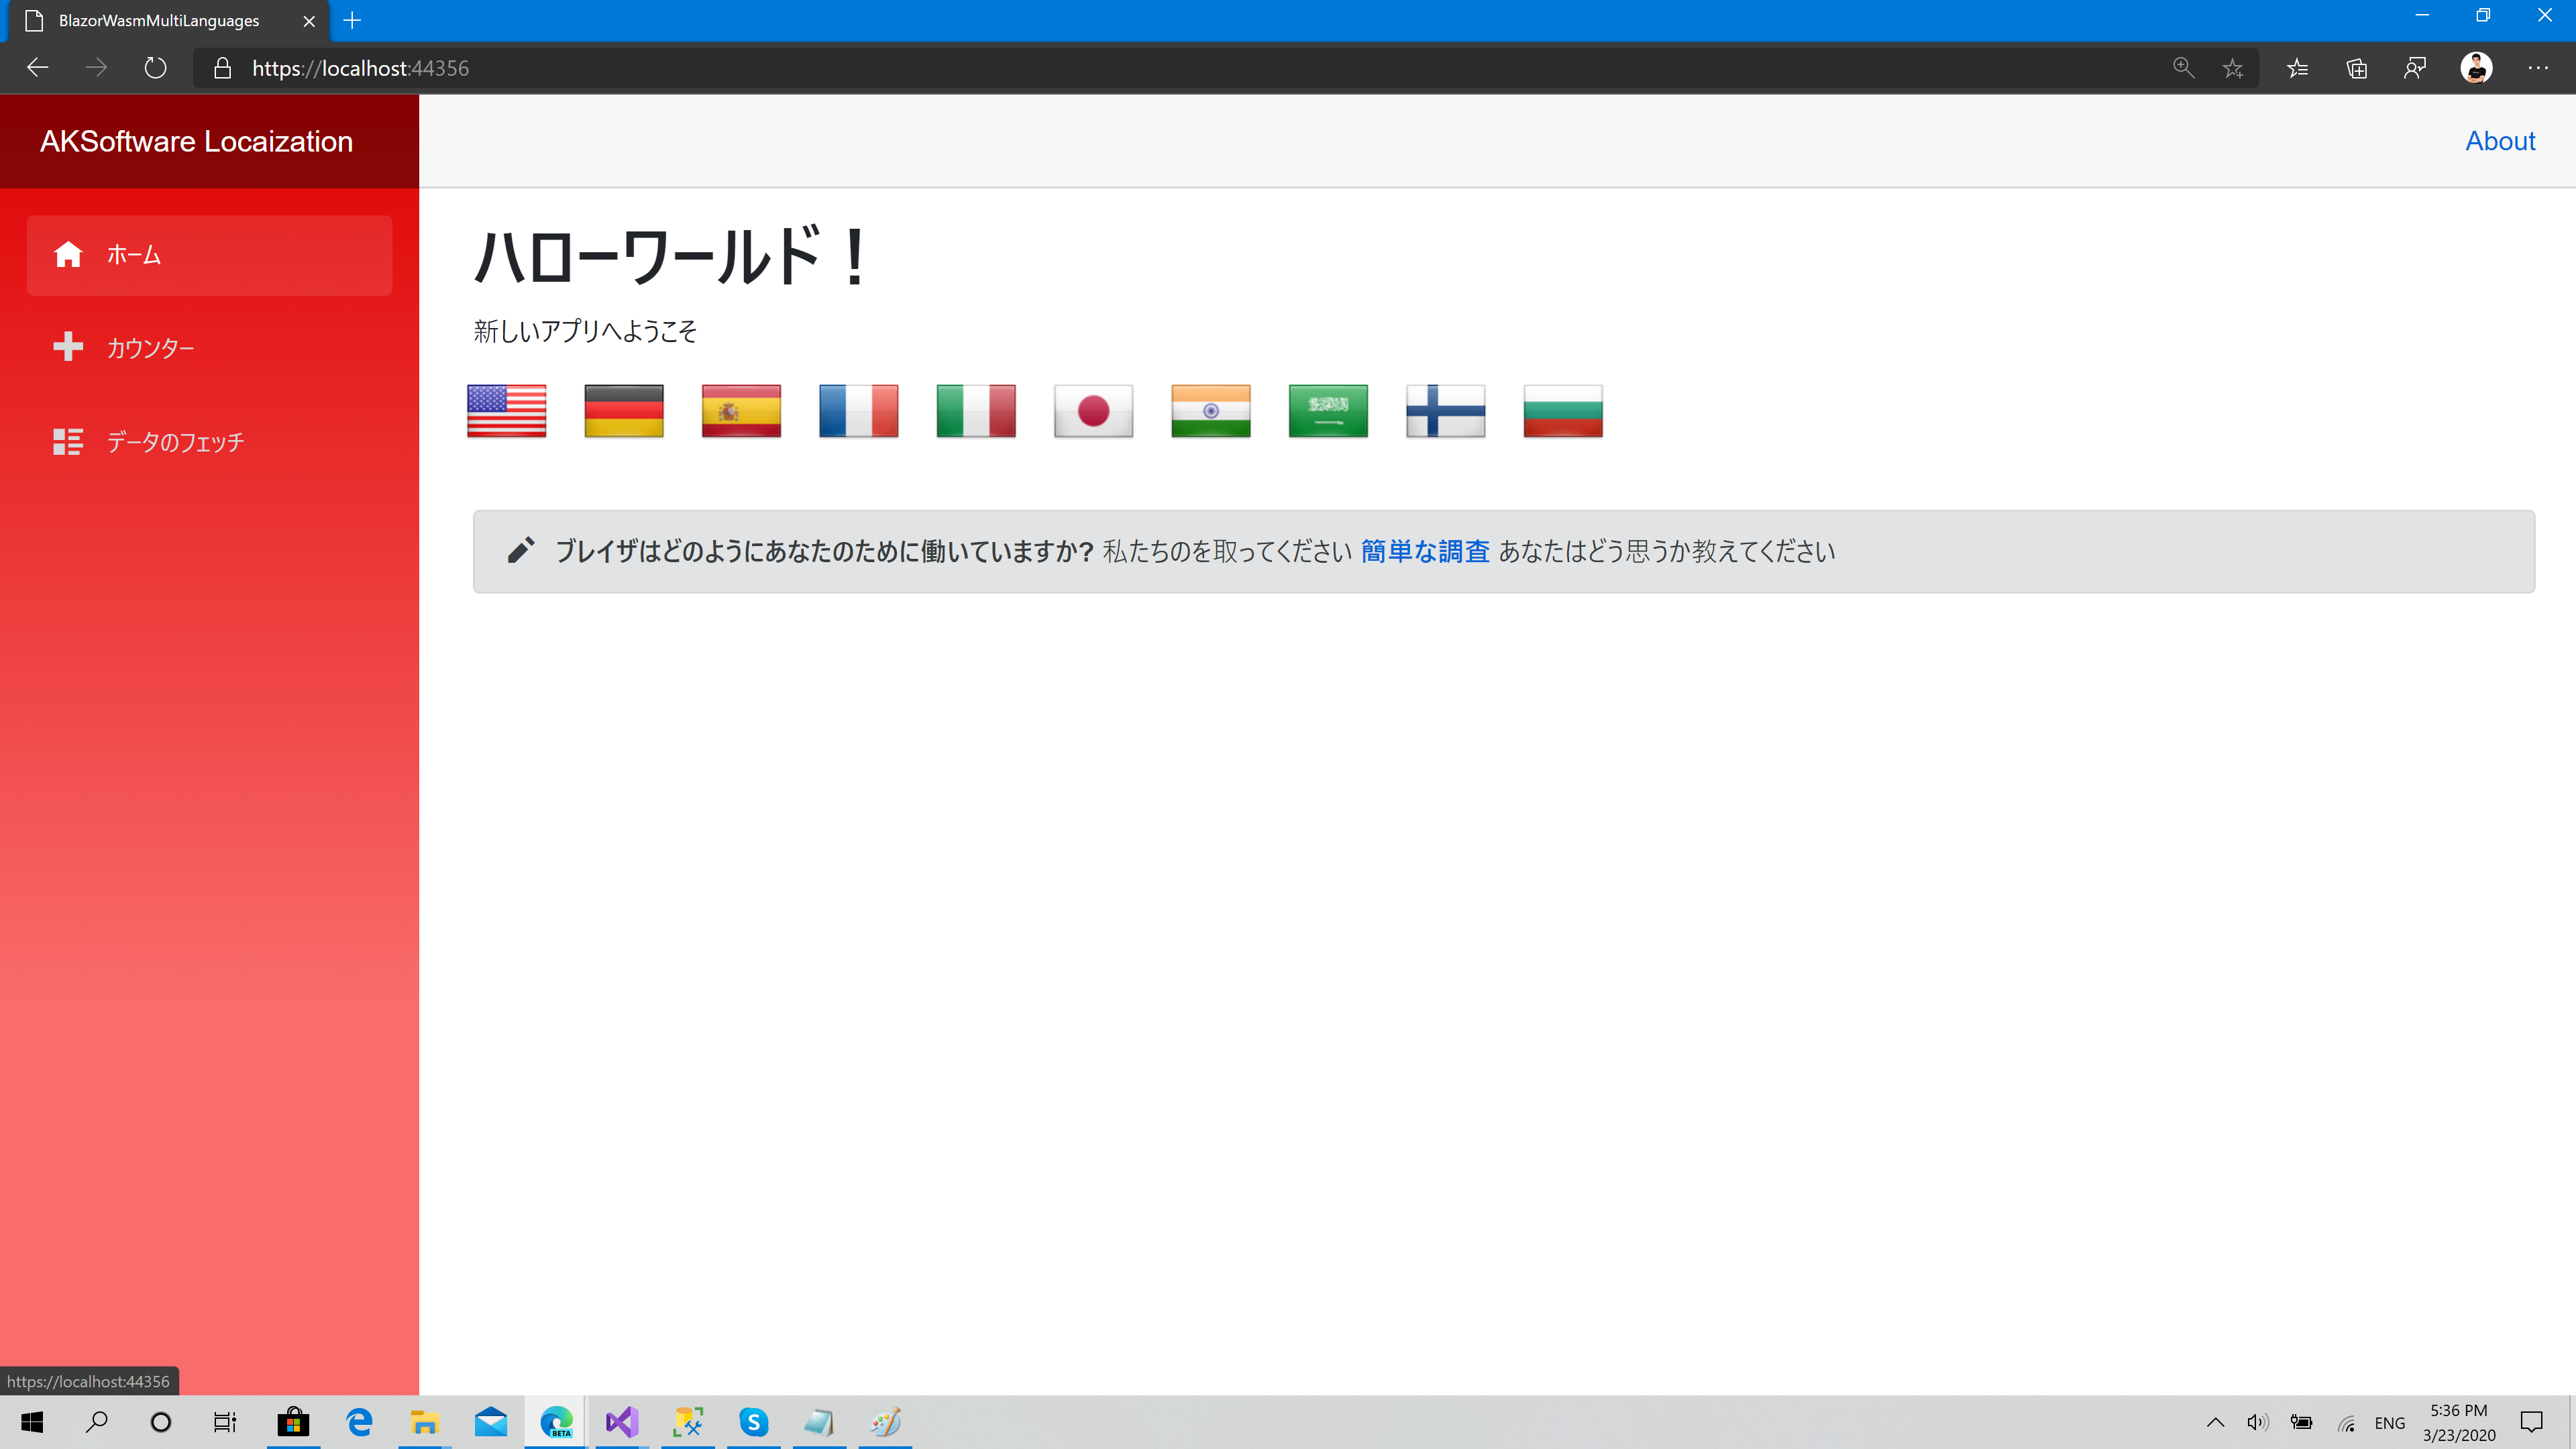 BlazorWasmMultiLanguages
https://localhost:44356
AKSoftware Locaization
About
ホーム
カウンター
データのフェッチ
ハローワールド！
新しいアプリへようこそ
ブレイザはどのようにあなたのために働いていますか? 私たちのを取ってください 簡単な調査 あなたはどう思うか教えてください
https://localhost:44356
BETA
S
ENG
5:36 PM
3/23/2020